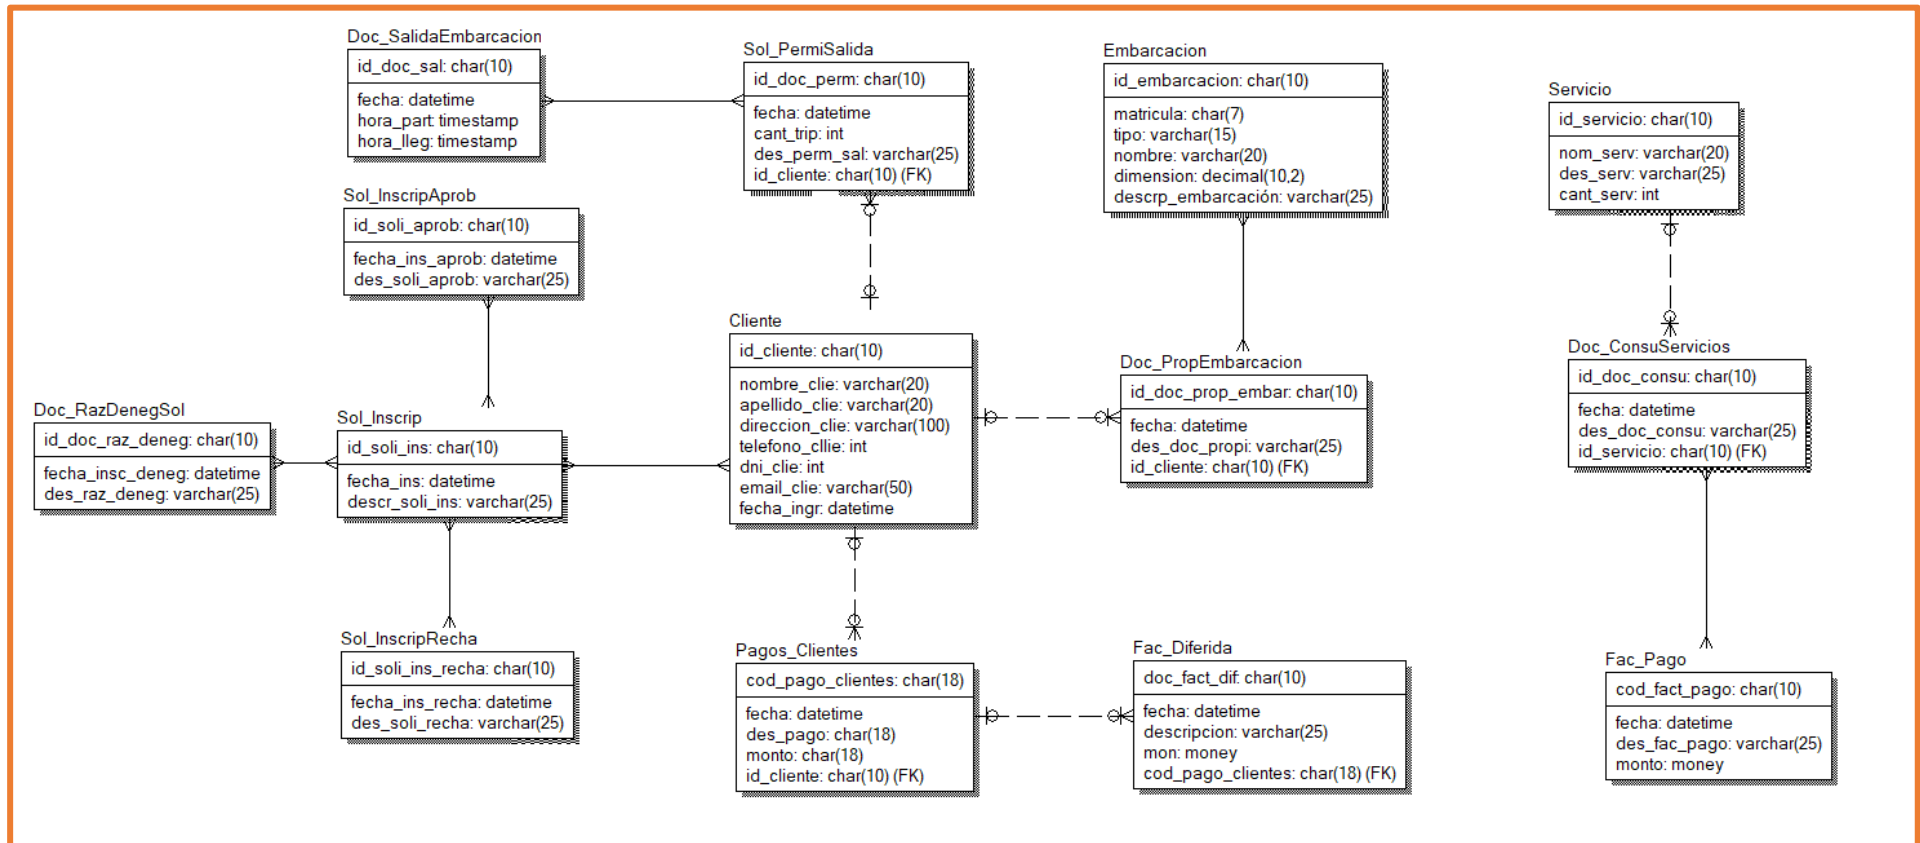 Doc_SalidaEmbarcacion
id_doc_sal: char(10)
fecha: datetime
hora_part: timestamp
hora_lleg: timestamp
Sol_PermiSalida
id_doc_perm: char(10)
fecha: datetime
cant_trip: int
des_perm_sal: varchar(25)
id_cliente: char(10) (FK)
Embarcacion
id_embarcacion: char(10)
matricula: char(7)
tipo: varchar(15)
nombre: varchar(20)
dimension: decimal(10,2)
descrp_embarcación: varchar(25)
Servicio
id_servicio: char(10)
nom_serv: varchar(20)
des_serv: varchar(25)
cant_serv: int
Sol_InscripAprob
id_soli_aprob: char(10)
fecha_ins_aprob: datetime
des_soli_aprob: varchar(25)
Doc_RazDenegSol
id_doc_raz_deneg: char(10)
fecha_insc_deneg: datetime
des_raz_deneg: varchar(25)
Sol_Inscrip
id_soli_ins: char(10)
fecha_ins: datetime
descr_soli_ins: varchar(25)
Cliente
id_cliente: char(10)
nombre_clie: varchar(20)
apellido_clie: varchar(20)
direccion_clie: varchar(100)
telefono_cllie: int
dni_clie: int
email_clie: varchar(50)
fecha_ingr: datetime
Doc_PropEmbarcacion
id_doc_prop_embar: char(10)
fecha: datetime
des_doc_propi: varchar(25)
id_cliente: char(10) (FK)
Doc_ConsuServicios
id_doc_consu: char(10)
fecha: datetime
des_doc_consu: varchar(25)
id_servicio: char(10) (FK)
Sol_InscripRecha
id_soli_ins_recha: char(10)
fecha_ins_recha: datetime
des_soli_recha: varchar(25)
Pagos_Clientes
cod_pago_clientes: char(18)
fecha: datetime
des_pago: char(18)
monto: char(18)
id_cliente: char(10) (FK)
Fac_Diferida
doc_fact_dif: char(10)
fecha: datetime
descripcion: varchar(25)
mon: money
cod_pago_clientes: char(18) (FK)
Fac_Pago
cod_fact_pago: char(10)
fecha: datetime
des_fac_pago: varchar(25)
monto: money